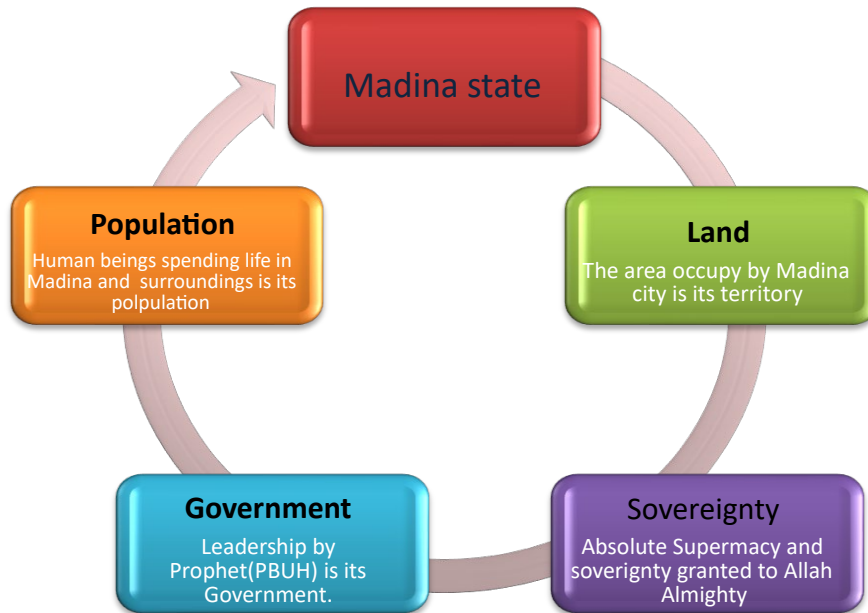 Madina state
Land
The area occupy by Madina
city is its territory
Sovereignty
Absolute Supermacy and
soverignty granted to Allah
Almighty
Government
Leadership by
Prophet(PBUH) is its
Government.
Population
Human beings spending life in
Madina and surroundings is its
polpulation